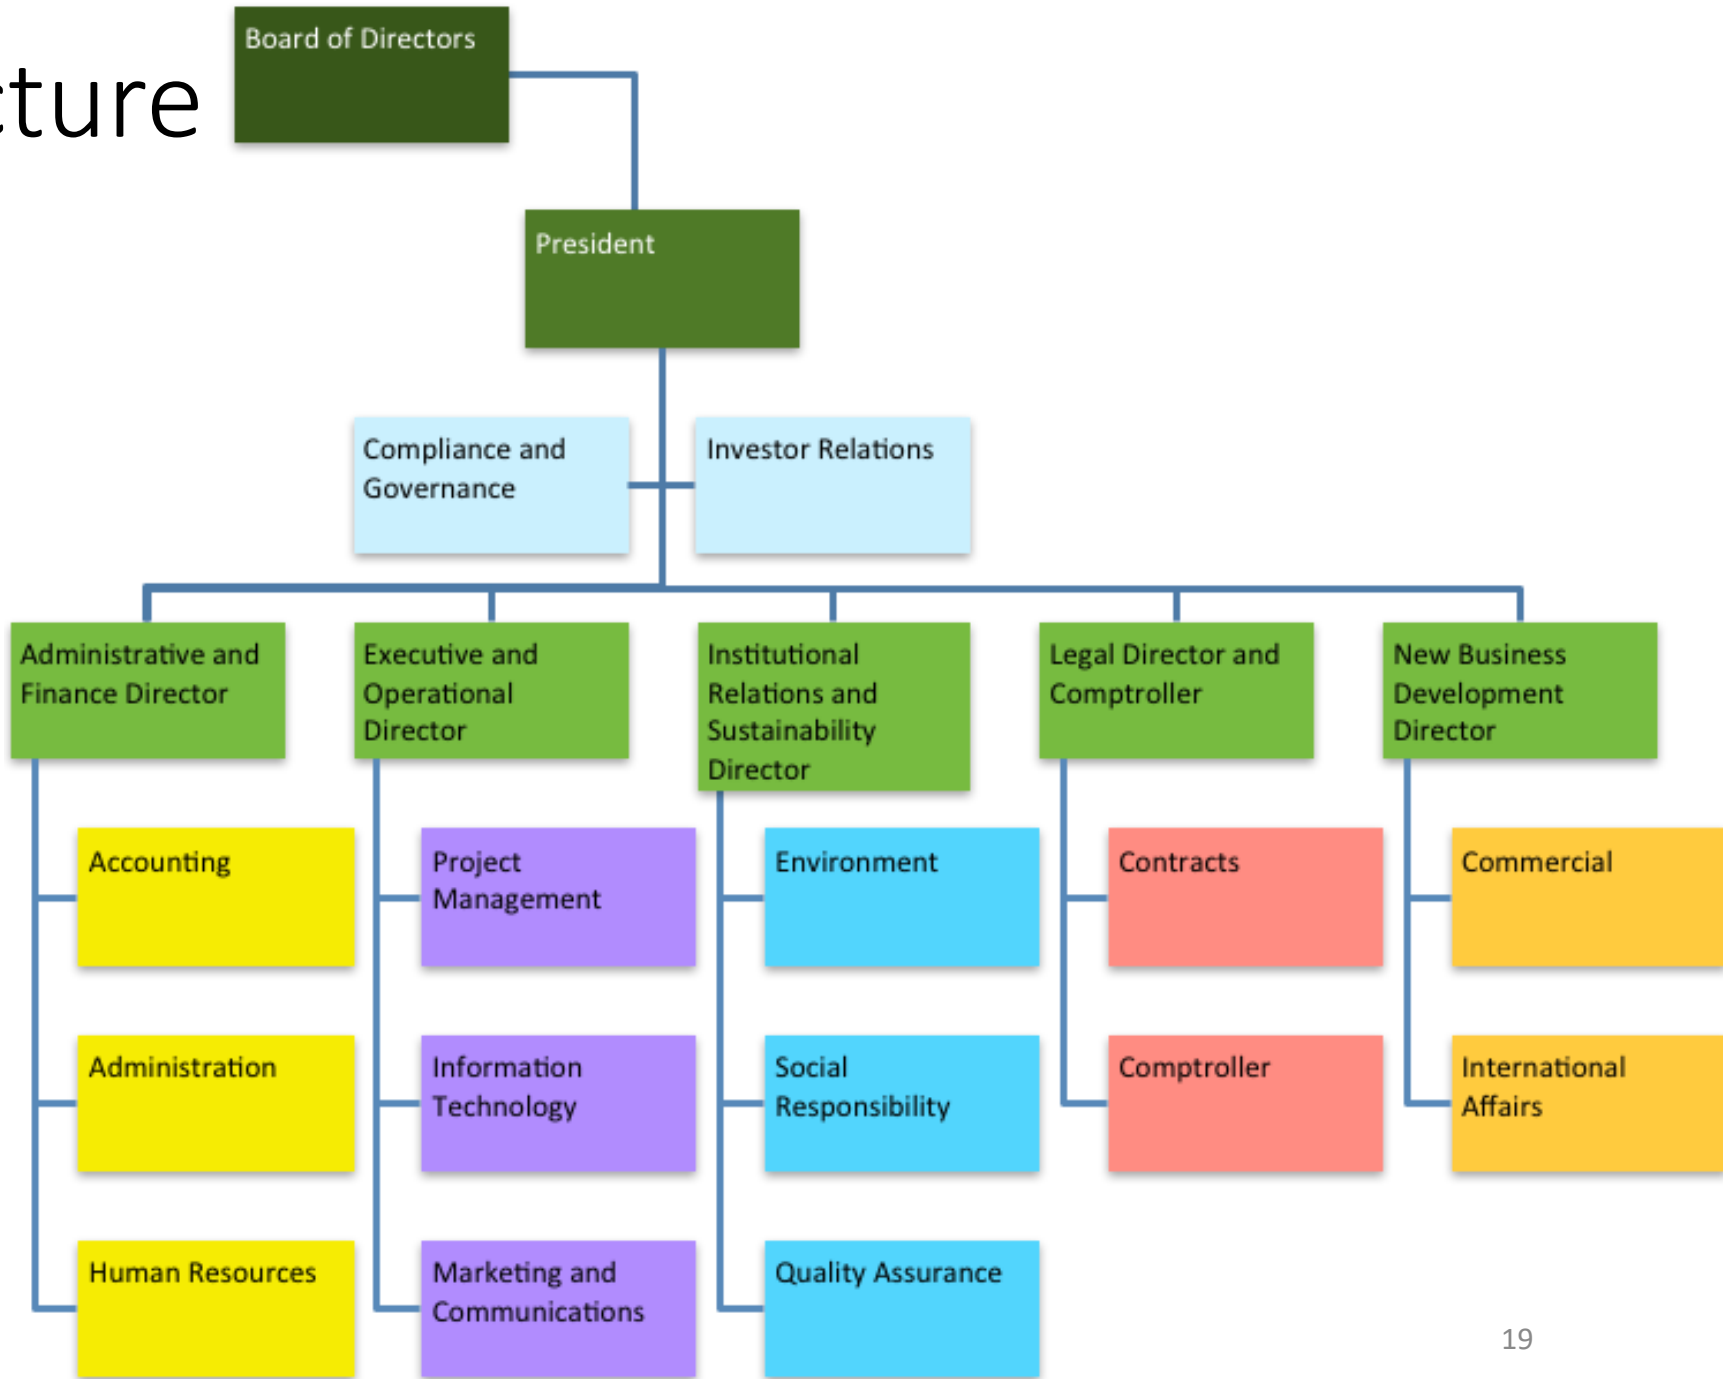 cture
Board of Directors
President
Compliance and
Governance
Investor Relations
Administrative and
Finance Director
Executive and
Operational
Director
Institutional
Relations and
Sustainability
Director
Legal Director and
Comptroller
New Business
Development
Director
Accounting
Project
Management
Environment
Contracts
Commercial
Administration
Information
Technology
Social
Responsibility
Comptroller
International
Affairs
Human Resources
Marketing and
Communications
Quality Assurance
19